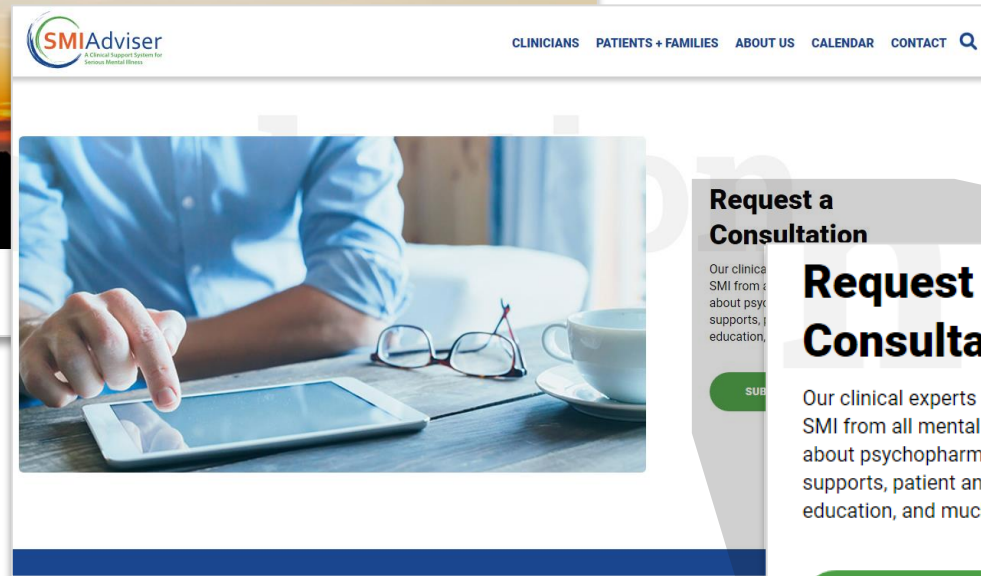 SMIAdviser
A Clinical Support System for
Serious Mental Illness
CLINICIANS PATIENTS + FAMILIES ABOUT US CALENDAR CONTACT
Request a
Consultation
Our clinica
SMI from a
about psyc
supports, p
education,
SUB
Request
Consulta
Our clinical experts
SMI from all mental
about psychopharm
supports, patient an
education, and muc